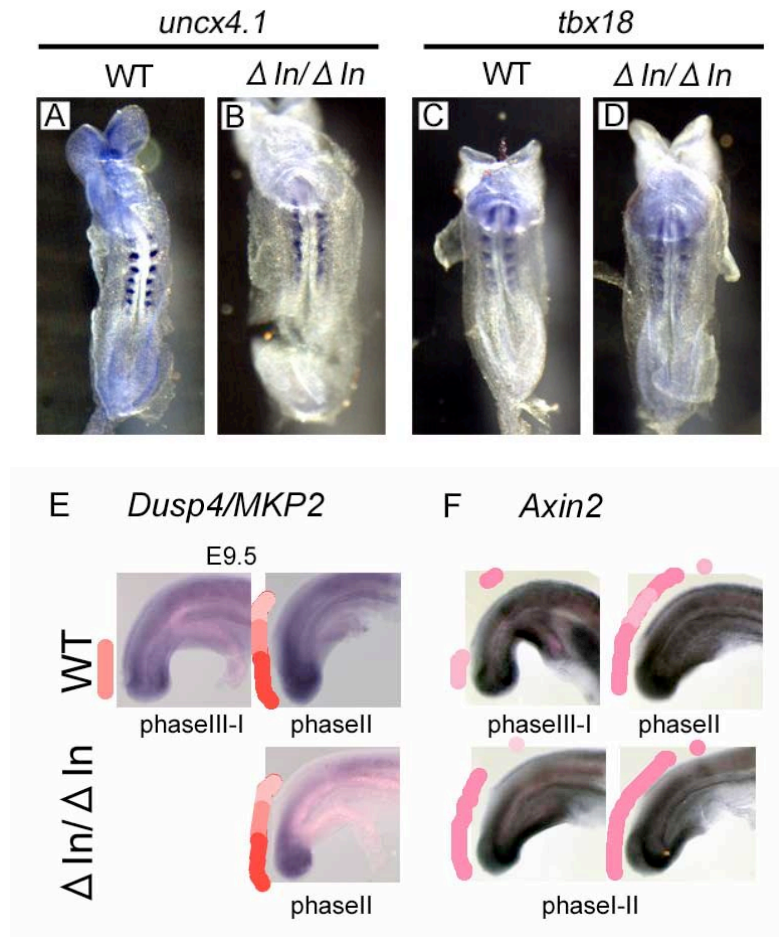 uncx4.1 tbx18
WT Δ In/Δ In WT Δ In/Δ In
A B C D
E Dusp4/MKP2 F Axin2
E9.5
WT
phaseIII-I phaseII phaseIII-I phaseII
Δ In/Δ In
phaseII phaseI-II